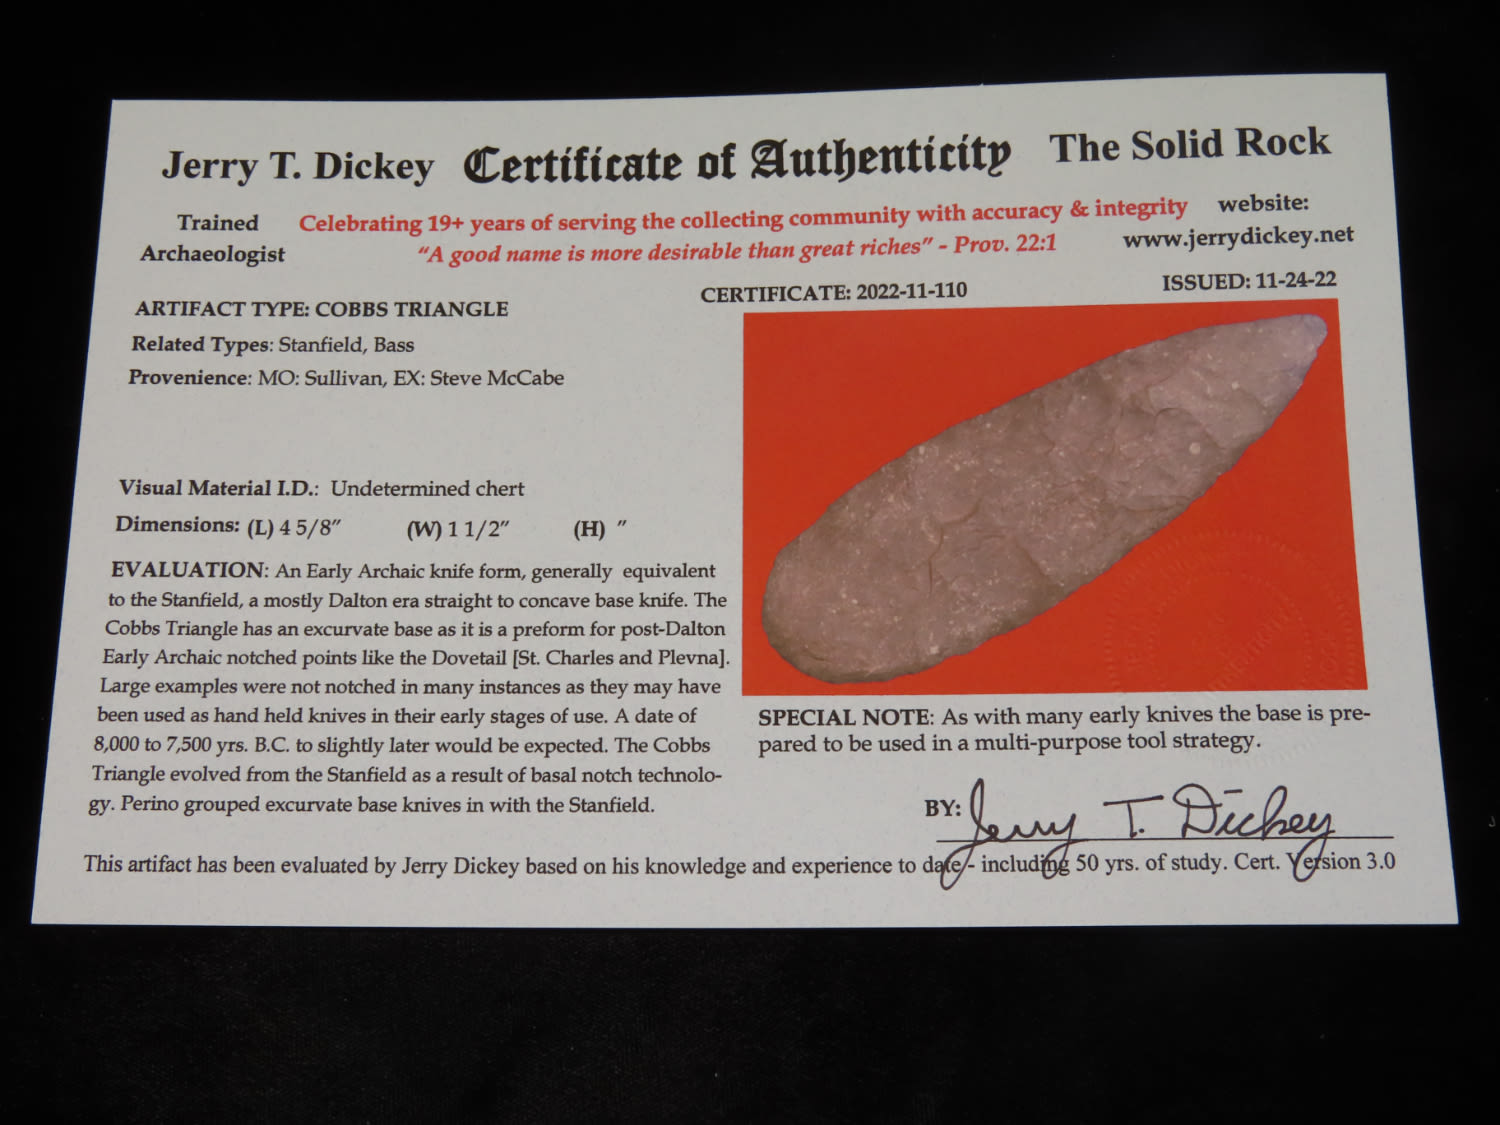 Jerry T. Dickey Certificate of Authenticity The Solid Rock
Trained Archaeologist
Celebrating 19+ years of serving the collecting community with accuracy & integrity
"A good name is more desirable than great riches" - Prov. 22:1
website:
www.jerrydickey.net
CERTIFICATE: 2022-11-110
ISSUED: 11-24-22
ARTIFACT TYPE: COBBS TRIANGLE
Related Types: Stanfield, Bass
Provenience: MO: Sullivan, EX: Steve McCabe
Visual Material I.D.: Undetermined chert
Dimensions: (L) 4 5/8" (W) 1 1/2" (H) "
EVALUATION: An Early Archaic knife form, generally equivalent
to the Stanfield, a mostly Dalton era straight to concave base knife. The
Cobbs Triangle has an excurvate base as it is a preform for post-Dalton
Early Archaic notched points like the Dovetail [St. Charles and Plevna].
Large examples were not notched in many instances as they may have
been used as hand held knives in their early stages of use. A date of
8,000 to 7,500 yrs. B.C. to slightly later would be expected. The Cobbs
Triangle evolved from the Stanfield as a result of basal notch technolo-
gy. Perino grouped excurvate base knives in with the Stanfield.
SPECIAL NOTE: As with many early knives the base is pre-
pared to be used in a multi-purpose tool strategy.
BY: Jerry T. Dickey
This artifact has been evaluated by Jerry Dickey based on his knowledge and experience to date - including 50 yrs. of study. Cert. Version 3.0